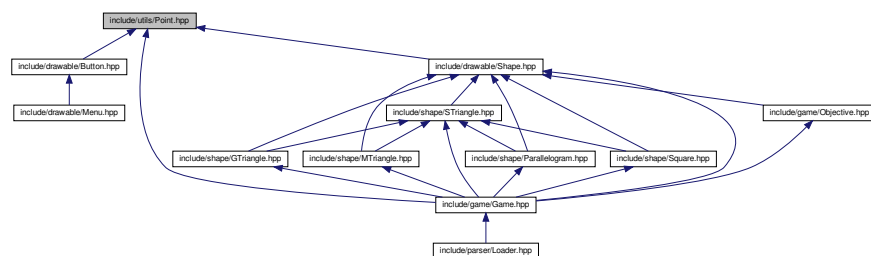 include/utils/Point.hpp
include/drawable/Button.hpp
include/drawable/Shape.hpp
include/drawable/Menu.hpp
include/shape/STriangle.hpp
include/game/Objective.hpp
include/shape/GTriangle.hpp
include/shape/MTriangle.hpp
include/shape/Parallelogram.hpp
include/shape/Square.hpp
include/game/Game.hpp
include/parser/Loader.hpp